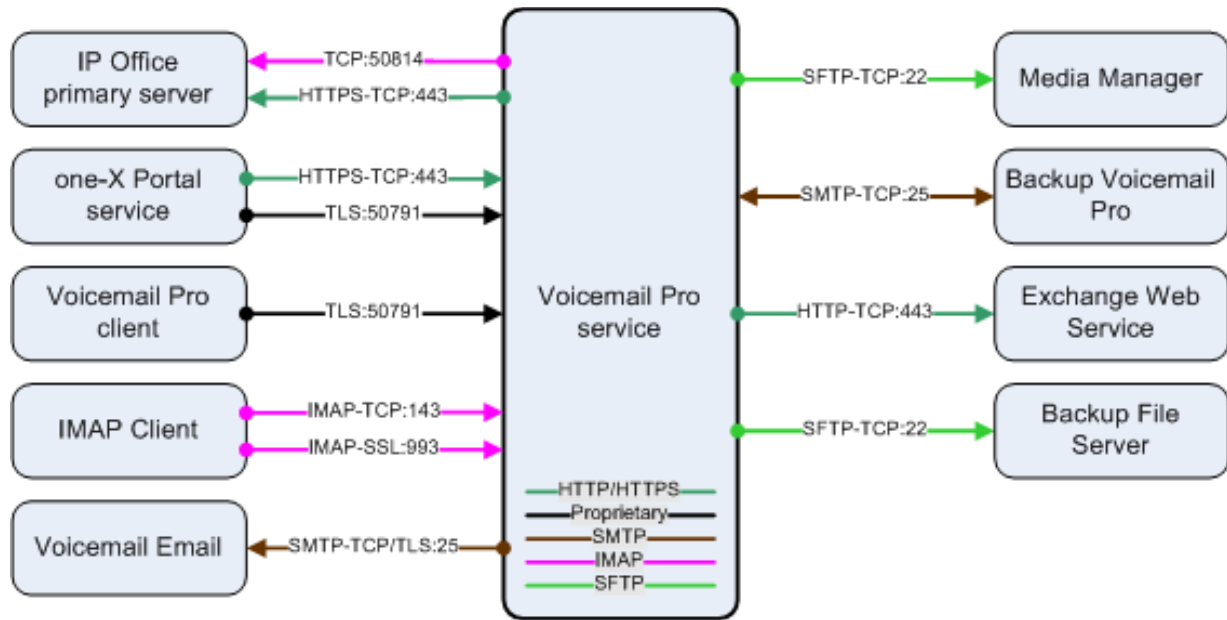 IP Office
primary server
TCP:50814
HTTPS-TCP:443
one-X Portal
service
HTTPS-TCP:443
TLS:50791
Voicemail Pro
client
TLS:50791
IMAP Client
IMAP-TCP:143
IMAP-SSL:993
Voicemail Email
SMTP-TCP/TLS:25
Voicemail Pro
service
HTTP/HTTPS
Proprietary
SMTP
IMAP
SFTP
SFTP-TCP:22
Media Manager
SMTP-TCP:25
Backup Voicemail
Pro
HTTP-TCP:443
Exchange Web
Service
SFTP-TCP:22
Backup File
Server